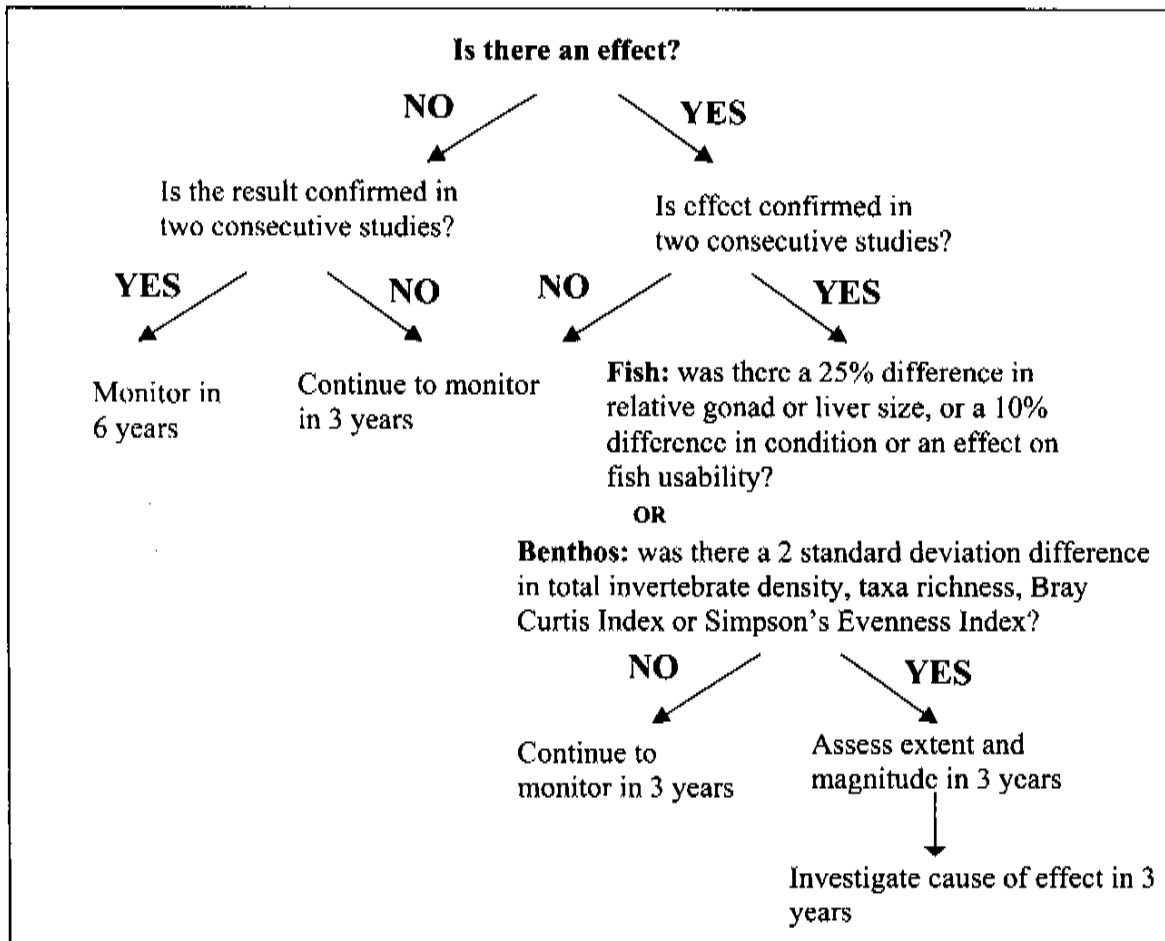 Is there an effect?
NO
YES
Is the result confirmed in
two consecutive studies?
Is effect confirmed in
two consecutive studies?
YES
NO
NO
YES
Monitor in
6 years
Continue to monitor
in 3 years
Fish: was there a 25% difference in
relative gonad or liver size, or a 10%
difference in condition or an effect on
fish usability?
OR
Benthos: was there a 2 standard deviation difference
in total invertebrate density, taxa richness, Bray
Curtis Index or Simpson's Evenness Index?
NO
YES
Continue to
monitor in 3 years
Assess extent and
magnitude in 3 years
Investigate cause of effect in 3
years